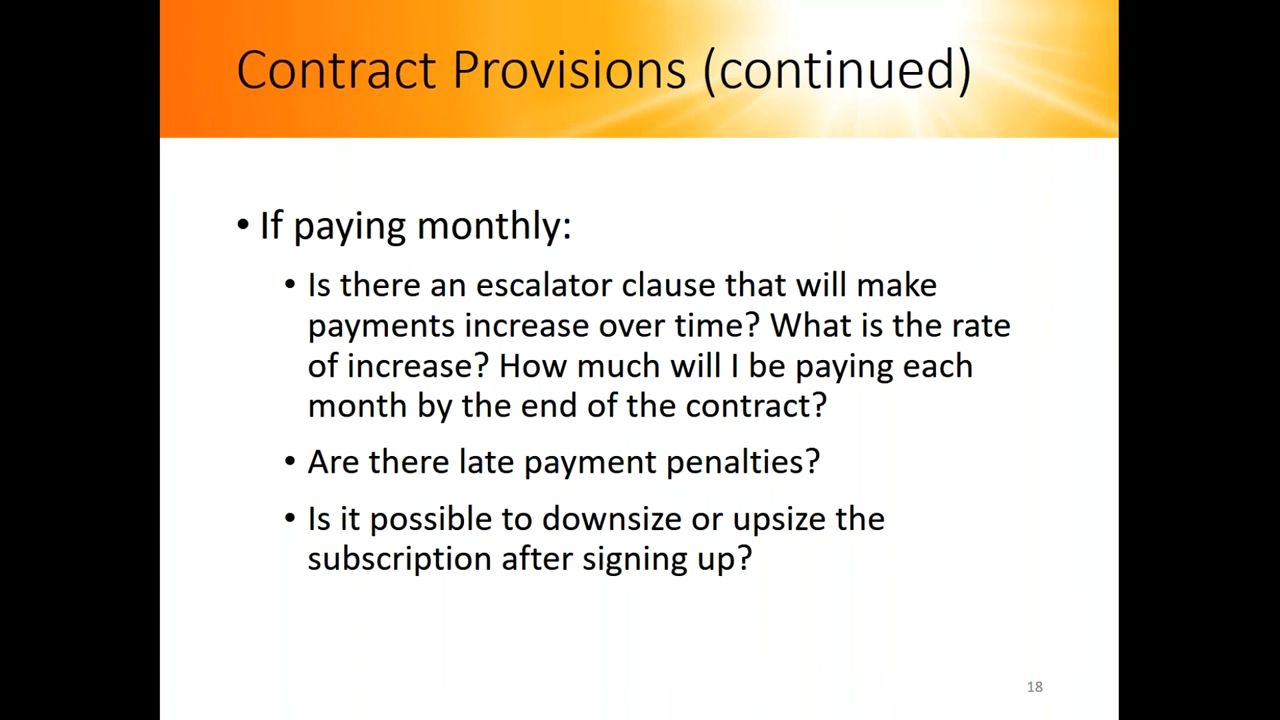 Contract Provisions (continued)
• If paying monthly:
• Is there an escalator clause that will make
payments increase over time? What is the rate
of increase? How much will I be paying each
month by the end of the contract?
• Are there late payment penalties?
• Is it possible to downsize or upsize the
subscription after signing up?
18